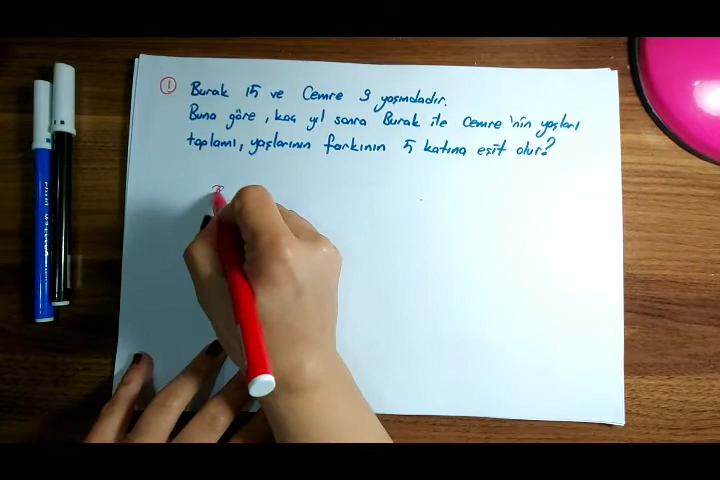 ① Burak 15 ve Cemre 9 yaşındadır.
Buna göre, kaç yıl sonra Burak ile Cemre'nin yaşları
toplamı, yaşlarının farkının 5 katına eşit olur?